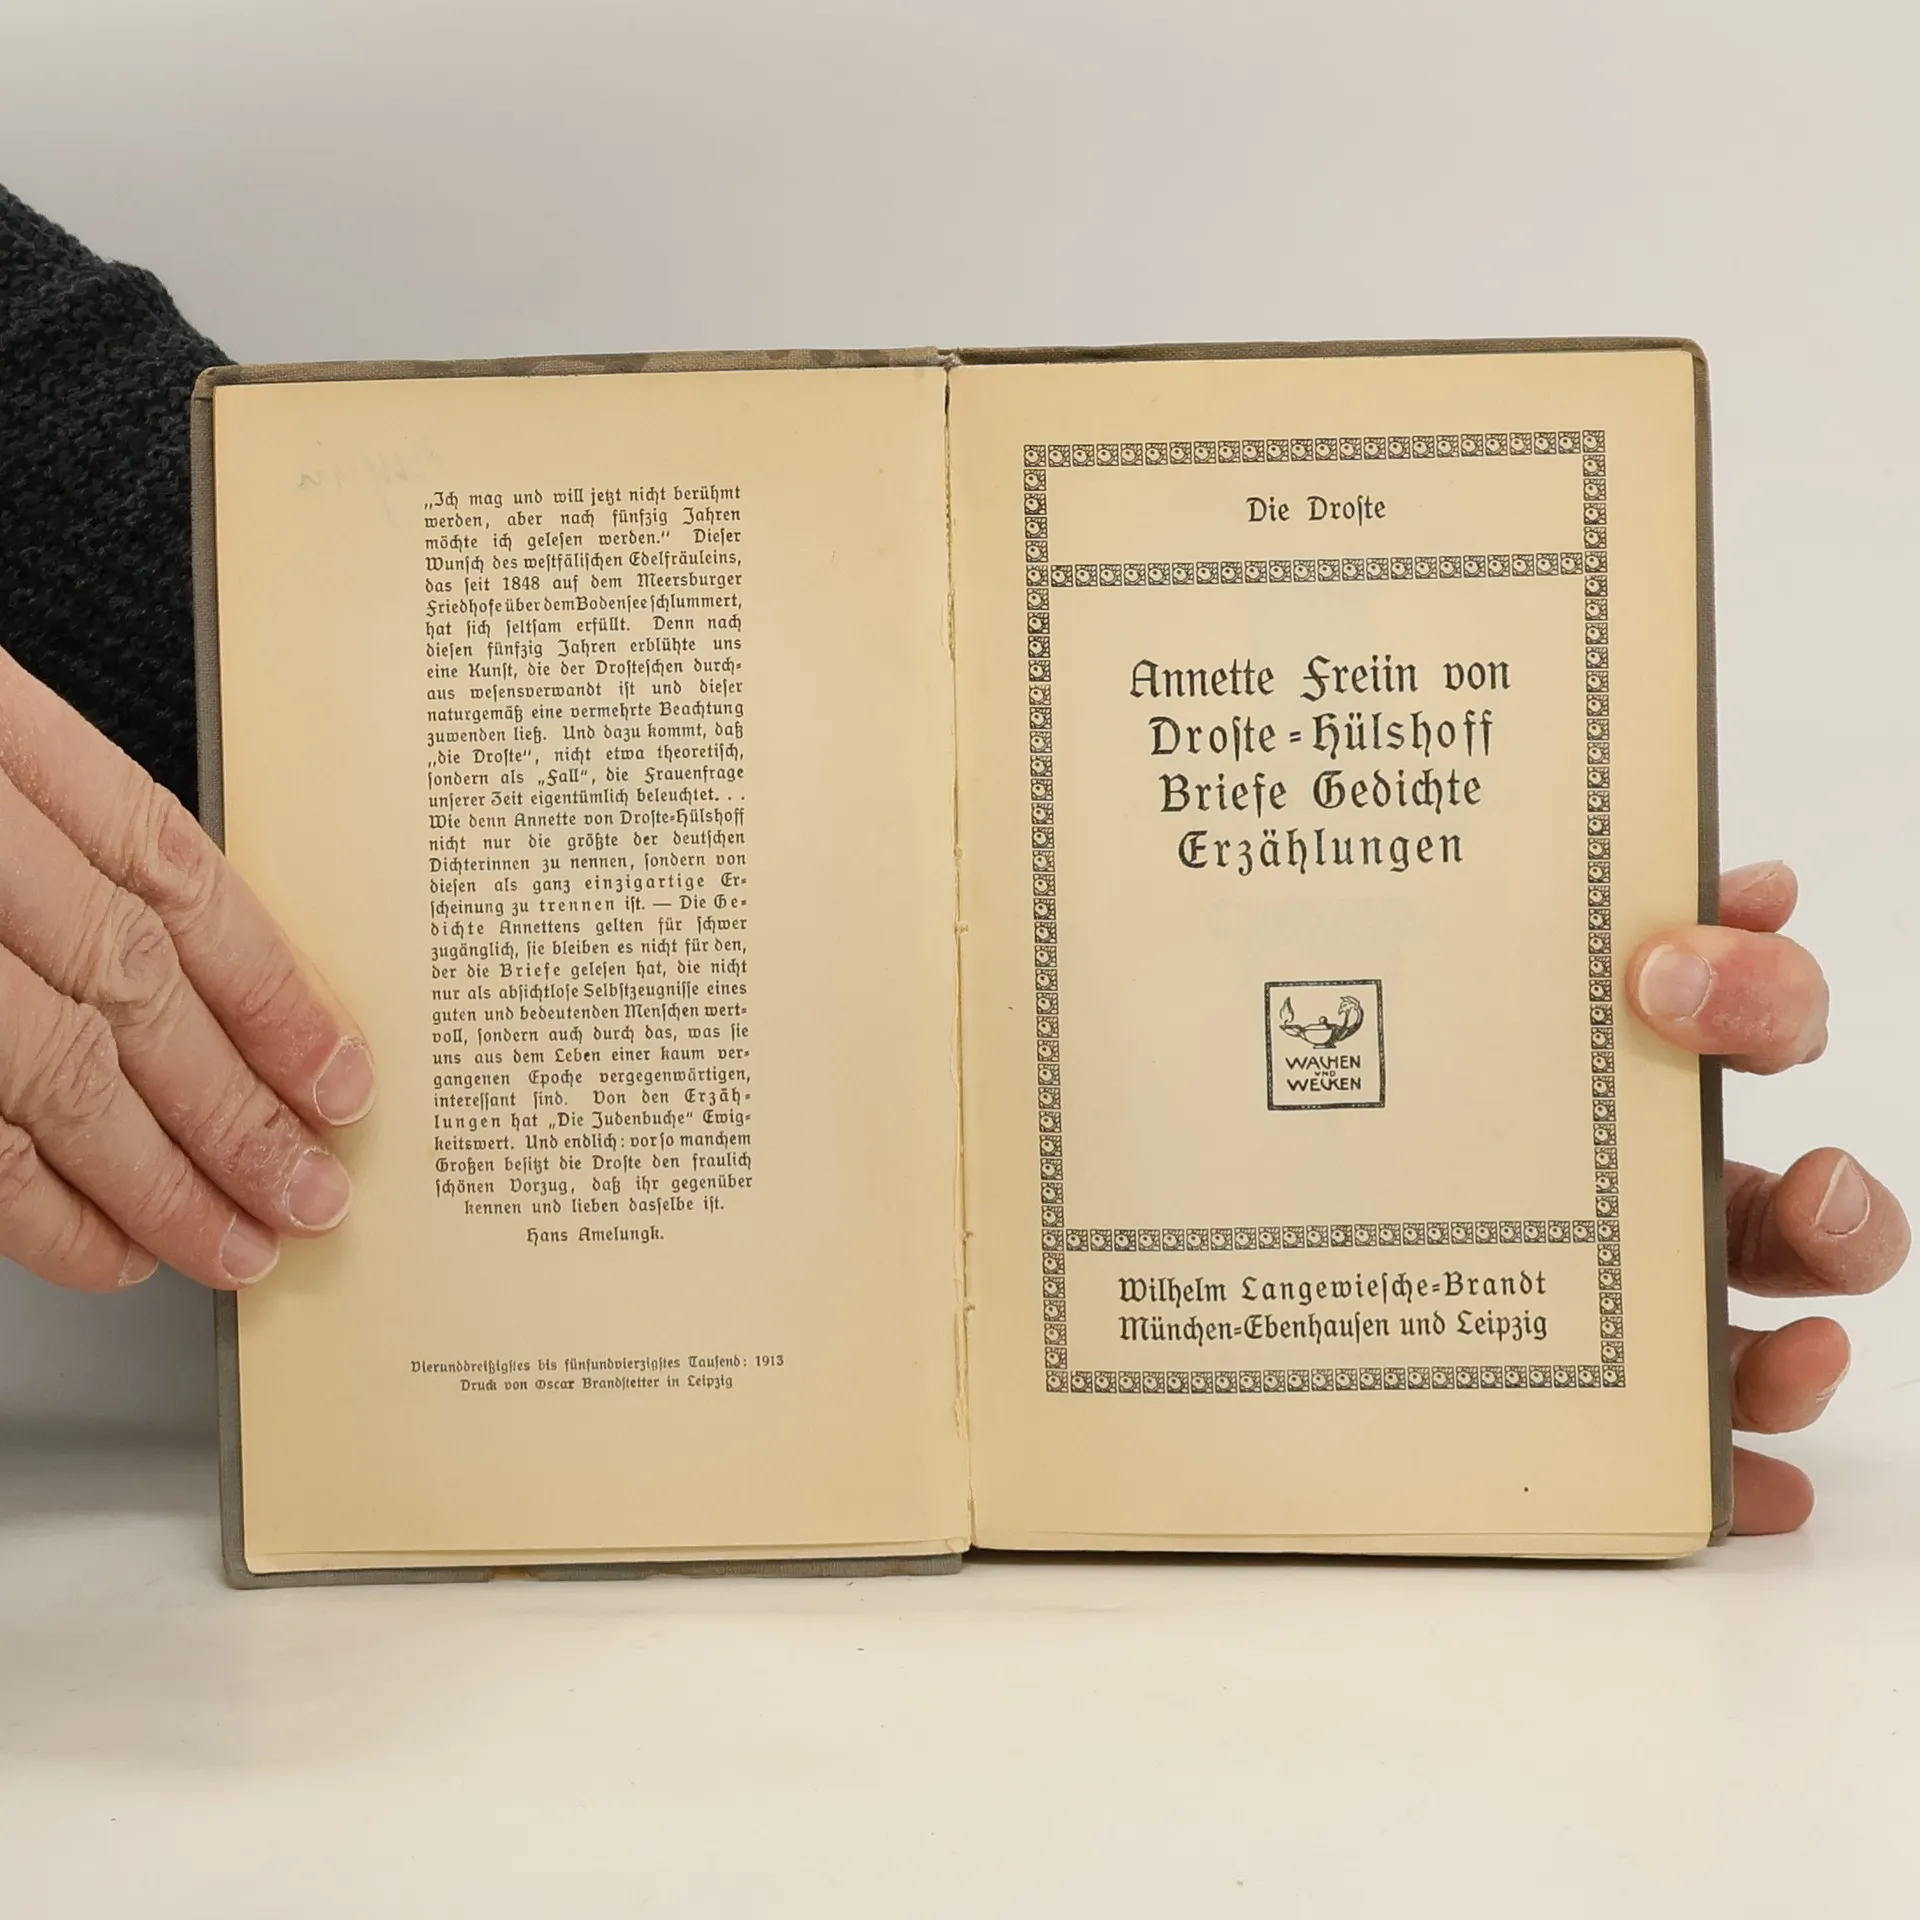 „Ich mag und will jetzt nicht berühmt
werden, aber nach fünfzig Jahren
möchte ich gelesen werden.“ Dieser
Wunsch des westfälischen Edelfräuleins,
das seit 1848 auf dem Meersburger
Friedhofe über dem Bodensee schlummert,
hat sich seltsam erfüllt. Denn nach
diesen fünfzig Jahren erblühte uns
eine Kunst, die der Drosteschen durch-
aus wesensverwandt ist und dieser
naturgemäß eine vermehrte Beachtung
zuwenden ließ. Und dazu kommt, daß
„die Droste“, nicht etwa theoretisch,
sondern als „Fall“, die Frauenfrage
unserer Zeit eigentümlich beleuchtet. . .
Wie denn Annette von Droste-Hülshoff
nicht nur die größte der deutschen
Dichterinnen zu nennen, sondern von
diesen als ganz einzigartige Er-
scheinung zu trennen ist. — Die Ge-
dichte Annettens gelten für schwer
zugänglich, sie bleiben es nicht für den,
der die Briefe gelesen hat, die nicht
nur als absichtlose Selbstzeugnisse eines
guten und bedeutenden Menschen wert-
voll, sondern auch durch das, was sie
uns aus dem Leben einer kaum ver-
gangenen Epoche vergegenwärtigen,
interessant sind. Von den Erzäh-
lungen hat „Die Judenbuche“ Ewig-
keitswert. Und endlich: vor so manchem
Großen besitzt die Droste den fraulich
schönen Vorzug, daß ihr gegenüber
kennen und lieben dasselbe ist.
Hans Amelungk.
Vierunddreißigstes bis fünfundvierzigstes Tausend: 1913
Druck von Oscar Brandstetter in Leipzig
Die Droste
Annette Freiin von
Droste-Hülshoff
Briefe Gedichte
Erzählungen
WACHEN
UND
WECKEN
Wilhelm Langewiesche-Brandt
München-Ebenhausen und Leipzig